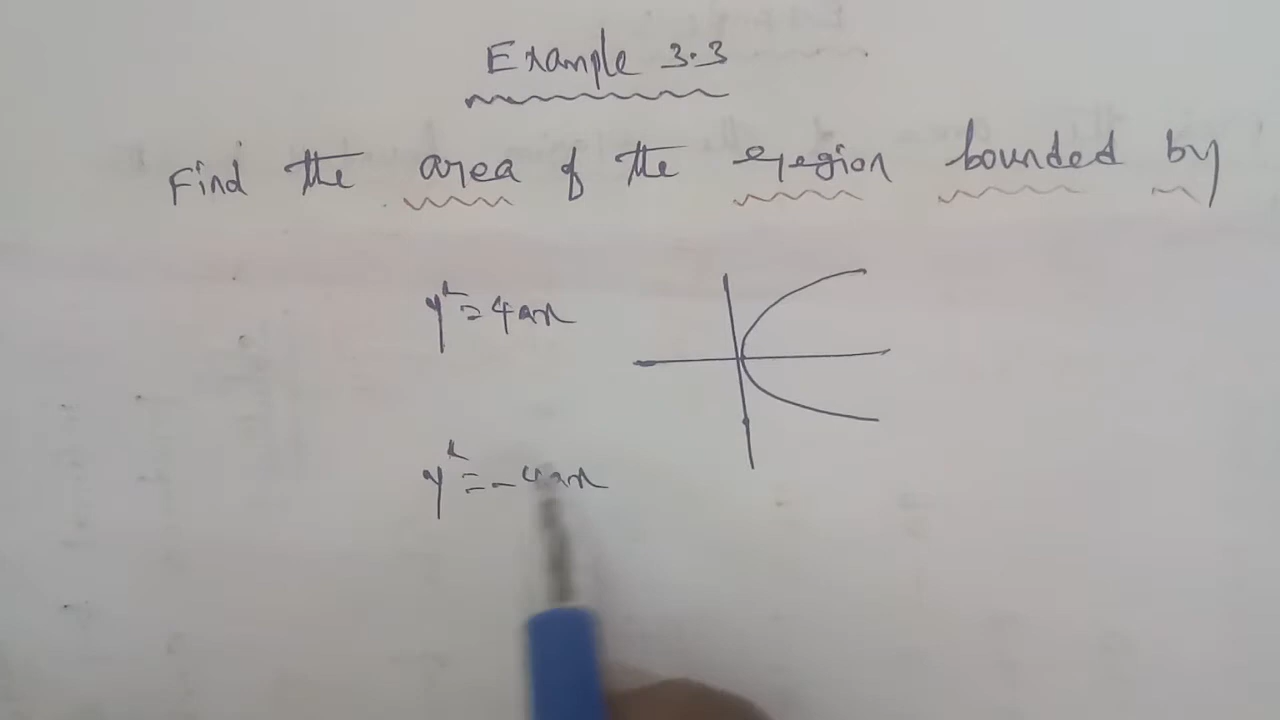 Example 3.3
Find the area of the region bounded by
y² = 4ax
y² = -4ax